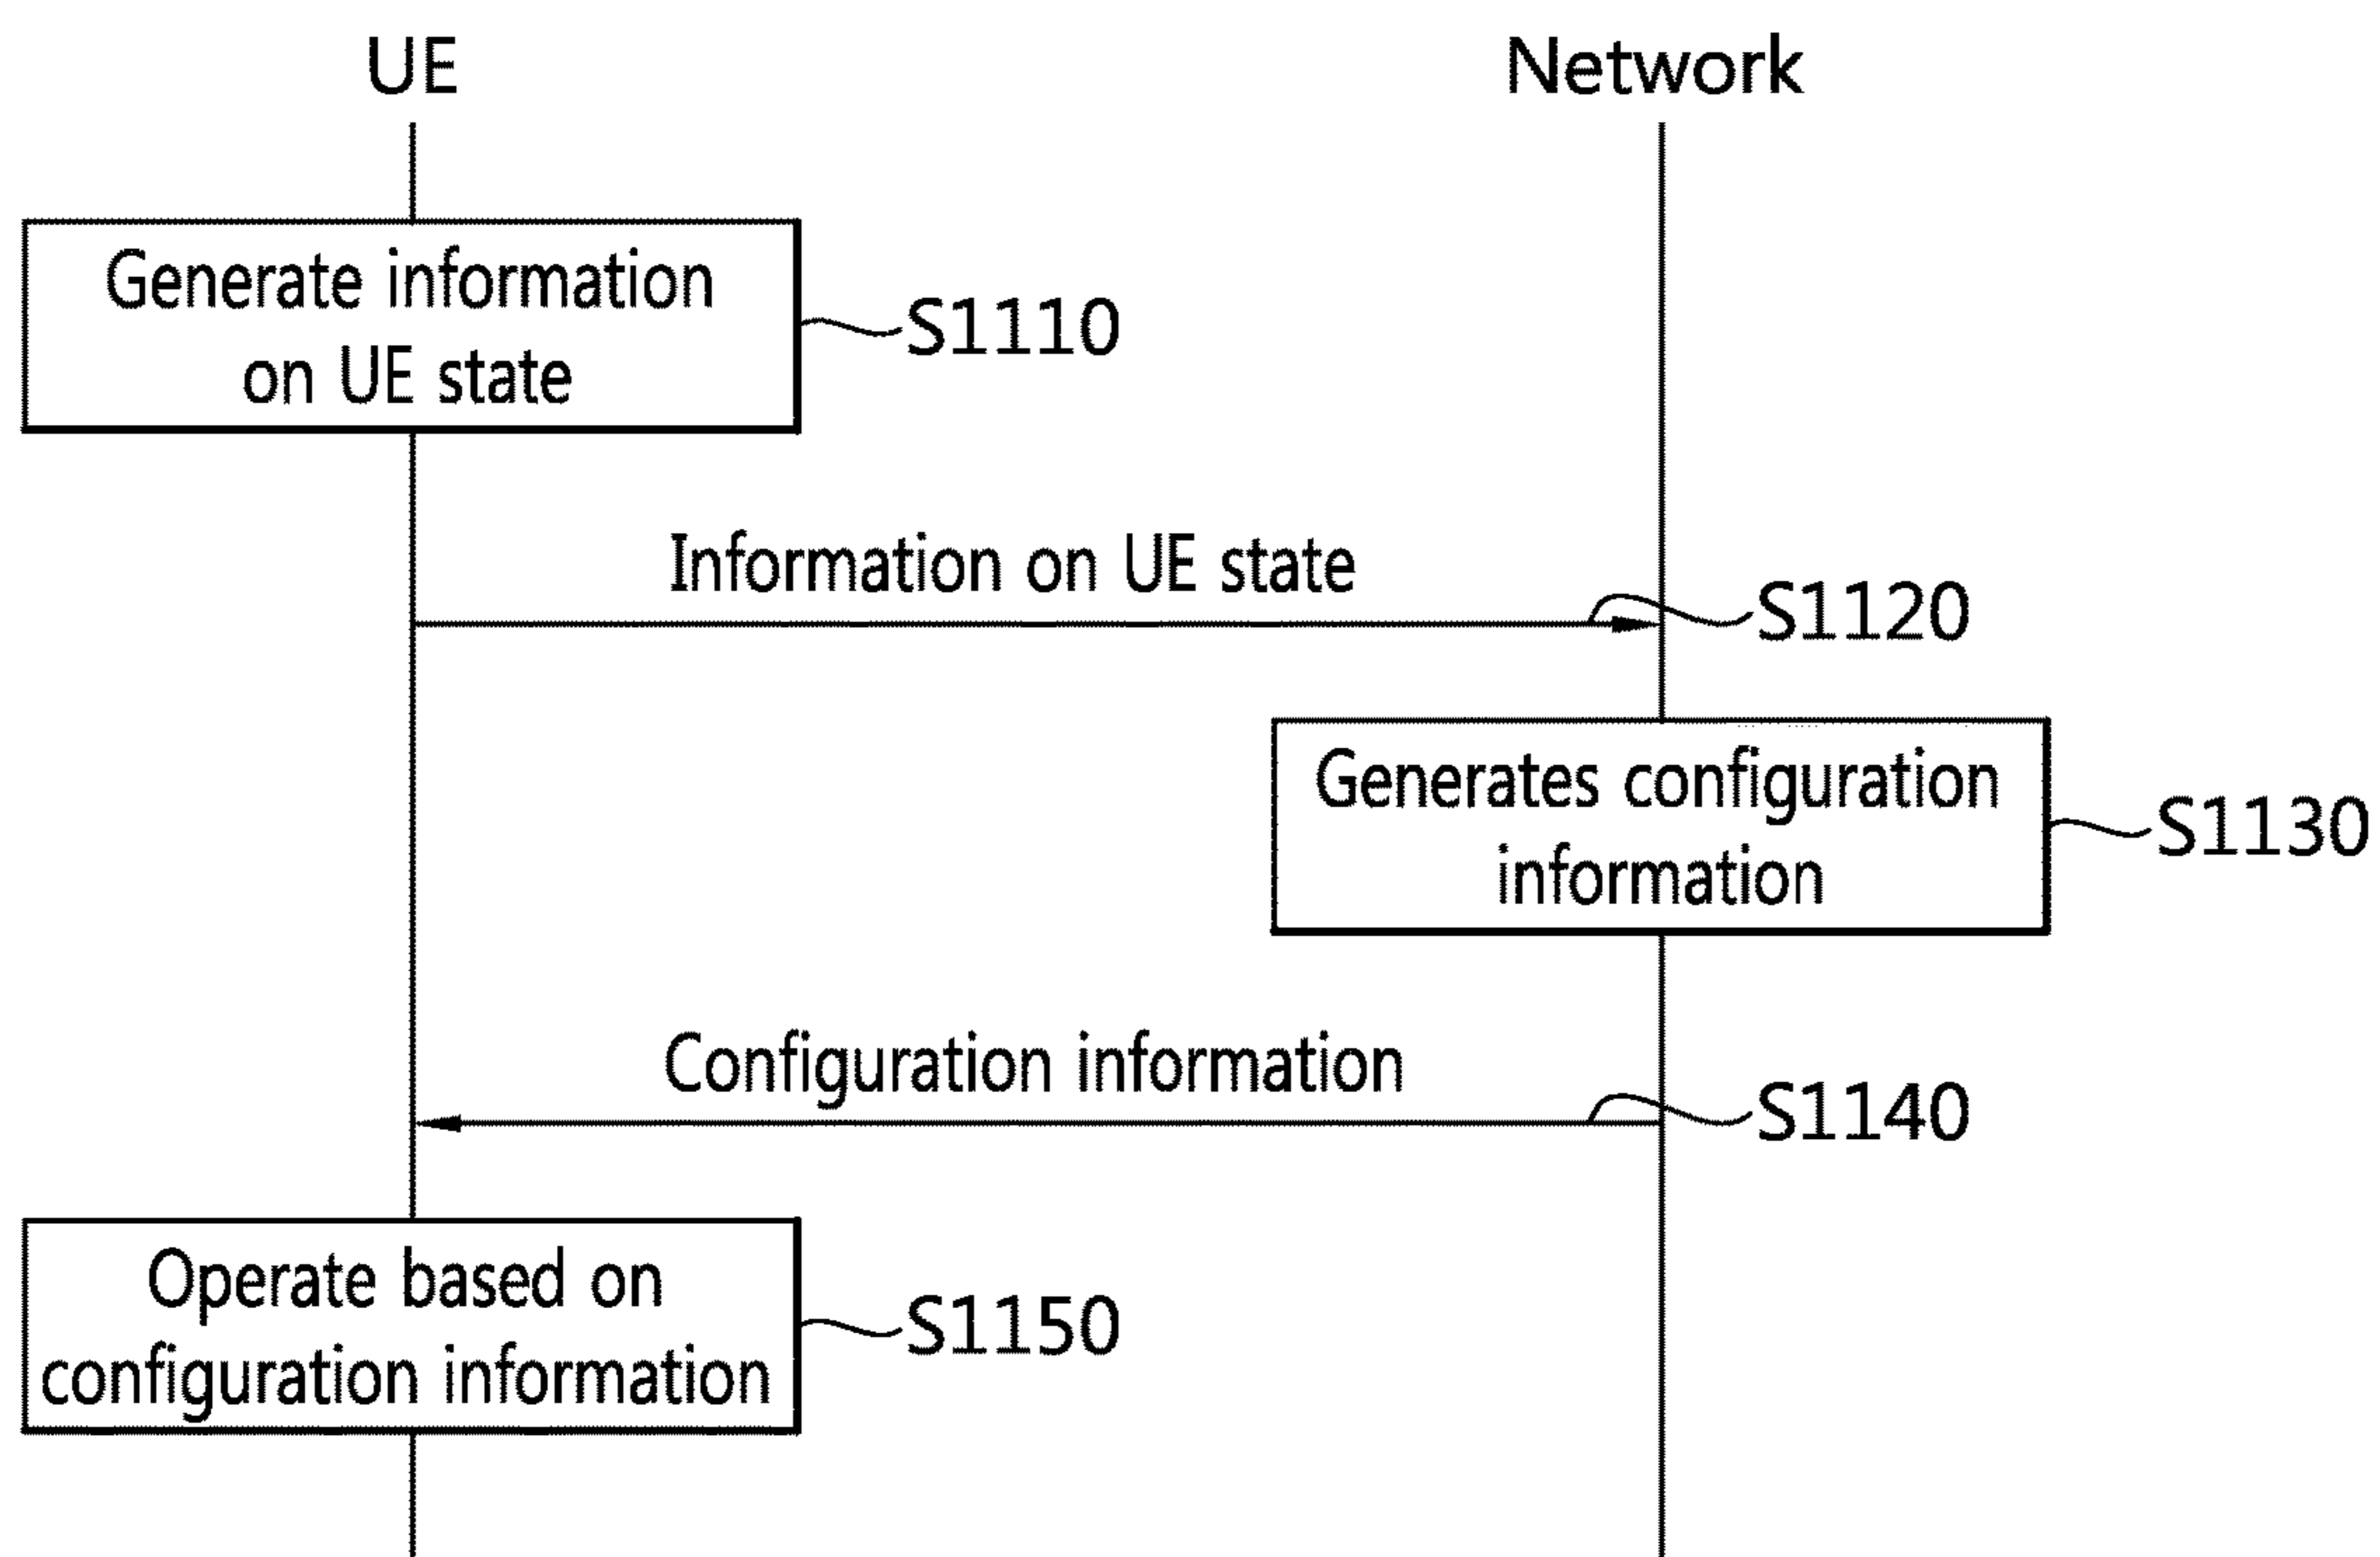 UE
Network
Generate information
on UE state
S1110
Information on UE state
S1120
Generates configuration
information
S1130
Configuration information
S1140
Operate based on
configuration information
S1150